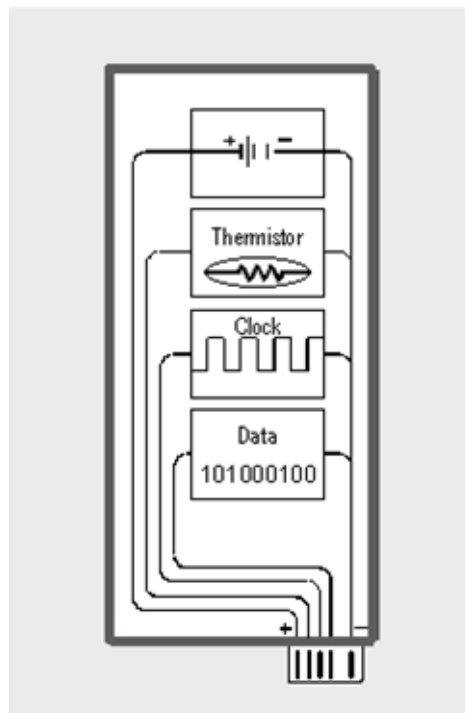 + −
Thermistor
Clock
Data
101000100
+ −